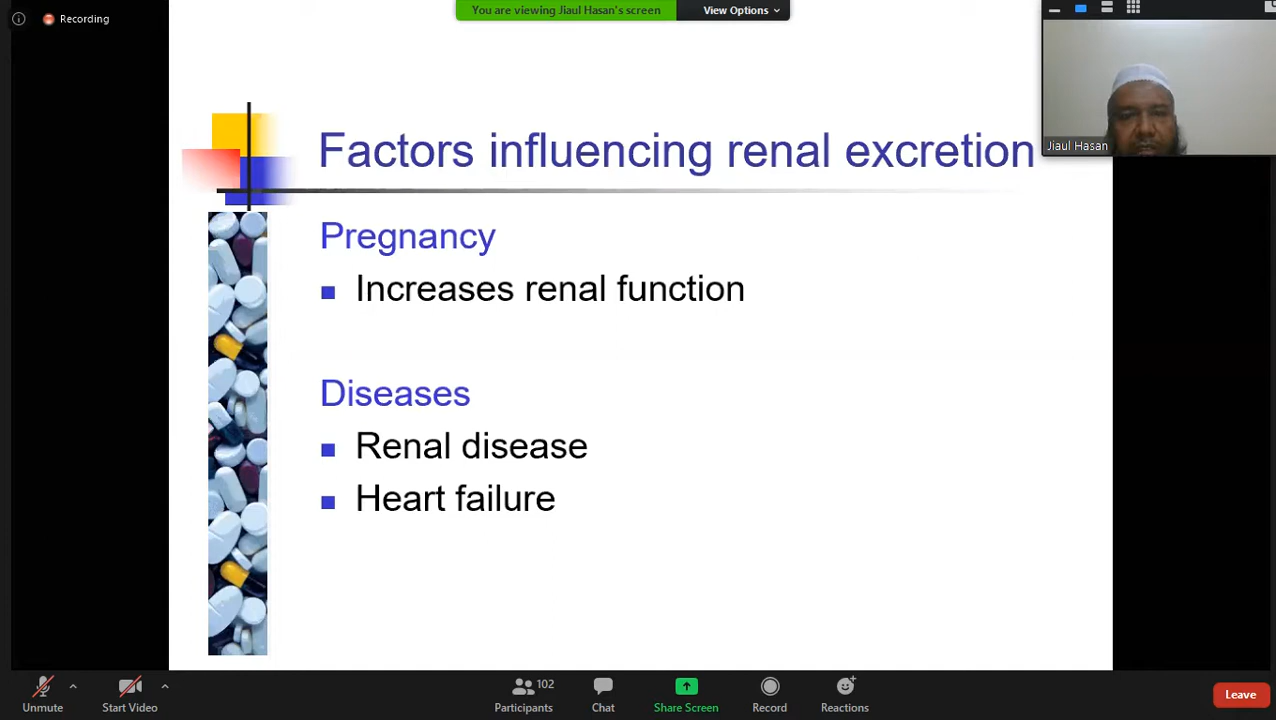 Recording
You are viewing Jiaul Hasan's screen
View Options
Factors influencing renal excretion
Jiaul Hasan
Pregnancy
Increases renal function
Diseases
Renal disease
Heart failure
102
Unmute
Start Video
Participants
Chat
Share Screen
Record
Reactions
Leave